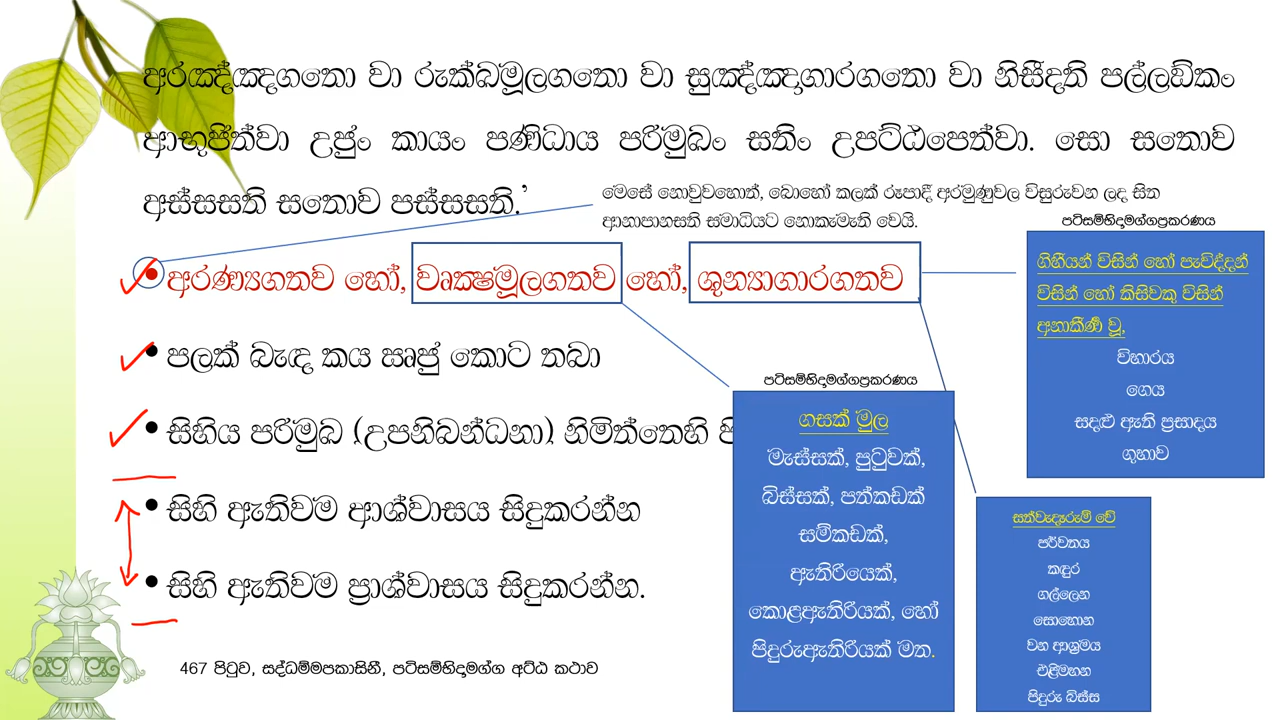 අරඤ්ඤගතො වා රුක්ඛමූලගතො වා සුඤ්ඤාගාරගතො වා නිසීදති පල්ලඞ්කං
ආභුජිත්වා උජුං කායං පණිධාය පරිමුඛං සතිං උපට්ඨපෙත්වා. සො සතොව
අස්සසති සතොව පස්සසති.’
මෙසේ නොවුවහොත්, බොහෝ කලක් රූපාදී අරමුණුවල විසුරුවන ලද සිත
ආනාපානසති සමාධියට නොකැමැති වෙයි.
• අරණ්‍යගතව හෝ, වෘක්ෂමූලගතව හෝ, ශුන්‍යාගාරගතව
• පලක් බැඳ කය ඍජු කොට තබා
• සිහිය පරිමුඛ (උපනිබන්ධනා) නිමිත්තෙහි
• සිහි ඇතිවම ආශ්වාසය සිදුකරන්න
• සිහි ඇතිවම ප්‍රාශ්වාසය සිදුකරන්න.
පටිසම්භිදාමග්ගප්‍රකරණය
ගිහියන් විසින් හෝ පැවිද්දන්
විසින් හෝ කිසිවකු විසින්
අනාකීර්ණ වූ,
විහාරය
ගෙය
සඳළු ඇති ප්‍රසාදය
ගුහාව
පටිසම්භිදාමග්ගප්‍රකරණය
ගසක් මුල
මැස්සක්, පුටුවක්,
බිස්සක්, පත්කඩක්
සම්කඩක්,
ඇතිරියෙක්,
කොළඇතිරියක්, හෝ
පිදුරුඇතිරියක් මත.
පර්වතය
කඳුර
ගල්ලෙන
සොහොන
වන ආශ්‍රමය
එළිමහන
පිදුරු බිස්ස
467 පිටුව, සද්ධම්මපකාසිනී, පටිසම්භිදාමග්ග අට්ඨ කථාව